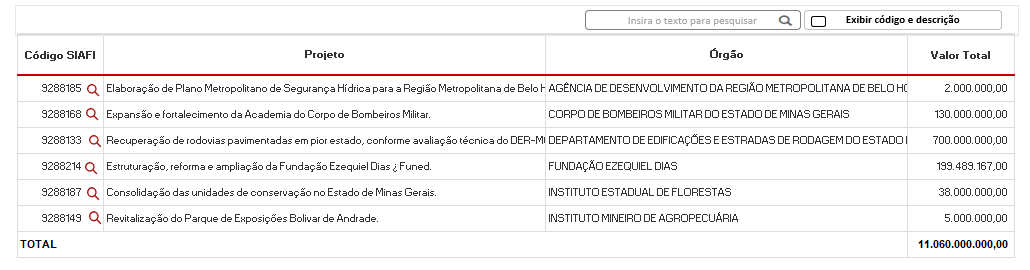 Insira o texto para pesquisar Exibir código e descrição
Código SIAFI Projeto Órgão Valor Total
9288185 Elaboração de Plano Metropolitano de Segurança Hídrica para a Região Metropolitana de Belo H AGÊNCIA DE DESENVOLVIMENTO DA REGIÃO METROPOLITANA DE BELO HO 2.000.000,00
9288168 Expansão e fortalecimento da Academia do Corpo de Bombeiros Militar. CORPO DE BOMBEIROS MILITAR DO ESTADO DE MINAS GERAIS 130.000.000,00
9288133 Recuperação de rodovias pavimentadas em pior estado, conforme avaliação técnica do DER-MG DEPARTAMENTO DE EDIFICAÇÕES E ESTRADAS DE RODAGEM DO ESTADO 700.000.000,00
9288214 Estruturação, reforma e ampliação da Fundação Ezequiel Dias ¿ Funed. FUNDAÇÃO EZEQUIEL DIAS 199.489.167,00
9288187 Consolidação das unidades de conservação no Estado de Minas Gerais. INSTITUTO ESTADUAL DE FLORESTAS 38.000.000,00
9288149 Revitalização do Parque de Exposições Bolivar de Andrade. INSTITUTO MINEIRO DE AGROPECUÁRIA 5.000.000,00
TOTAL 11.060.000.000,00